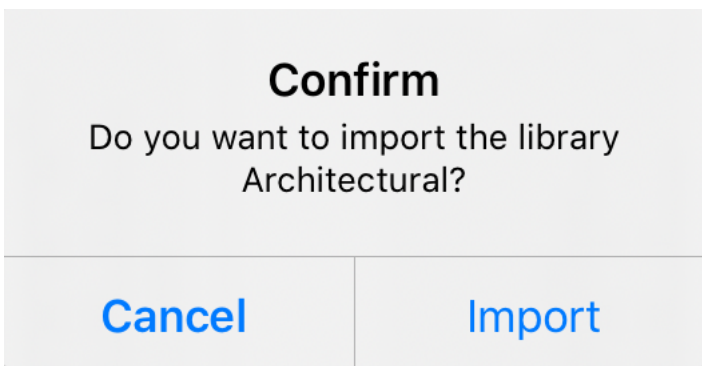 Confirm
Do you want to import the library
Architectural?
Cancel
Import